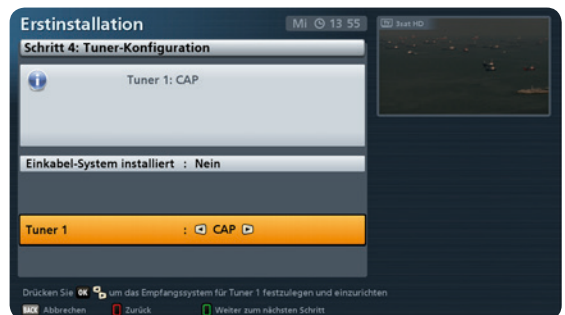 Erstinstallation
Mi 13 55
TV 3sat HD
Schritt 4: Tuner-Konfiguration
Tuner 1: CAP
Einkabel-System installiert : Nein
Tuner 1 : CAP
Drücken Sie OK um das Empfangssystem für Tuner 1 festzulegen und einzurichten
BACK Abbrechen Zurück Weiter zum nächsten Schritt